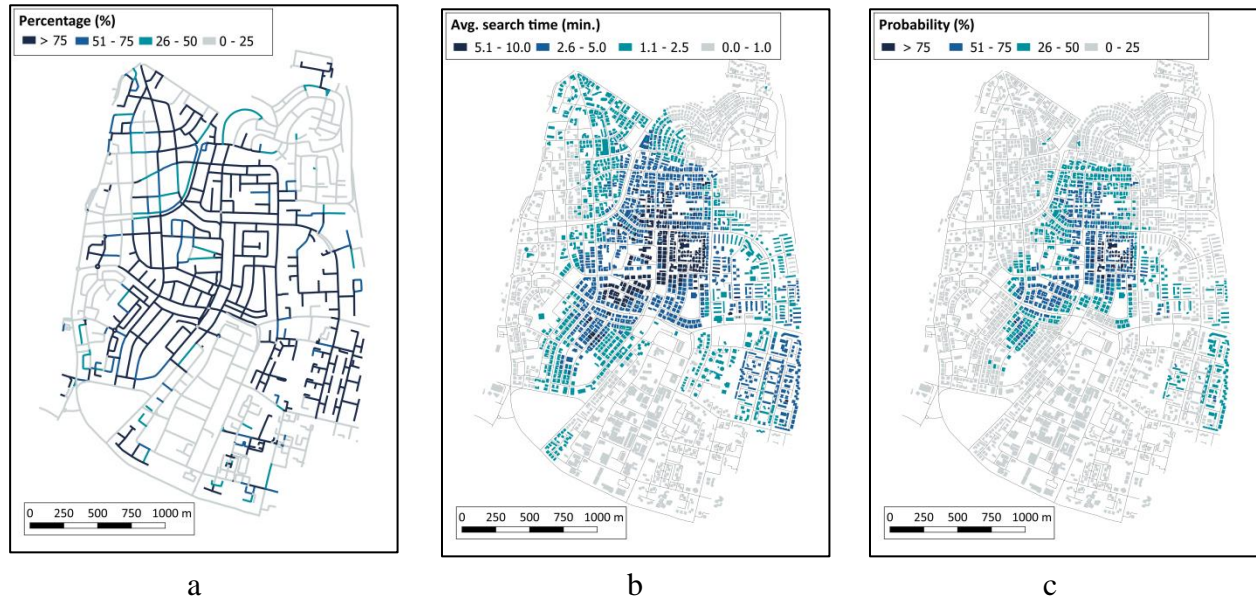 Percentage (%)
> 75 51 - 75 26 - 50 0 - 25
0 250 500 750 1000 m
a
Avg. search time (min.)
5.1 - 10.0 2.6 - 5.0 1.1 - 2.5 0.0 - 1.0
0 250 500 750 1000 m
b
Probability (%)
> 75 51 - 75 26 - 50 0 - 25
0 250 500 750 1000 m
c